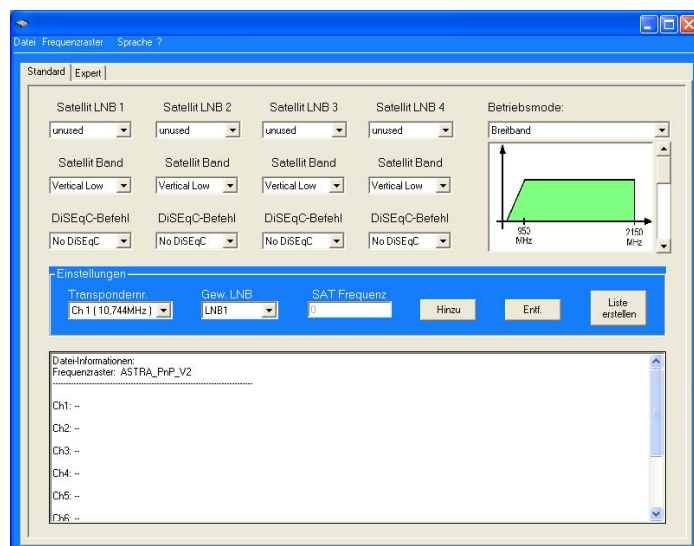 Datei Frequenzraster Sprache ?
Standard Expert
Satellit LNB 1 Satellit LNB 2 Satellit LNB 3 Satellit LNB 4 Betriebsmode:
unused unused unused unused Breitband
Satellit Band Satellit Band Satellit Band Satellit Band
Vertical Low Vertical Low Vertical Low Vertical Low
DiSEqC-Befehl DiSEqC-Befehl DiSEqC-Befehl DiSEqC-Befehl
No DiSEqC No DiSEqC No DiSEqC No DiSEqC
950 MHz 2150 MHz
Einstellungen
Transpondernr. Gew. LNB SAT Frequenz
Ch 1 ( 10,744MHz ) LNB1 0 Hinzu Entf. Liste erstellen
Datei-Informationen:
Frequenzraster: ASTRA_PnP_V2
--------------------------------------------------------------------------------
Ch1: --
Ch2: --
Ch3: --
Ch4: --
Ch5: --
Ch6: --